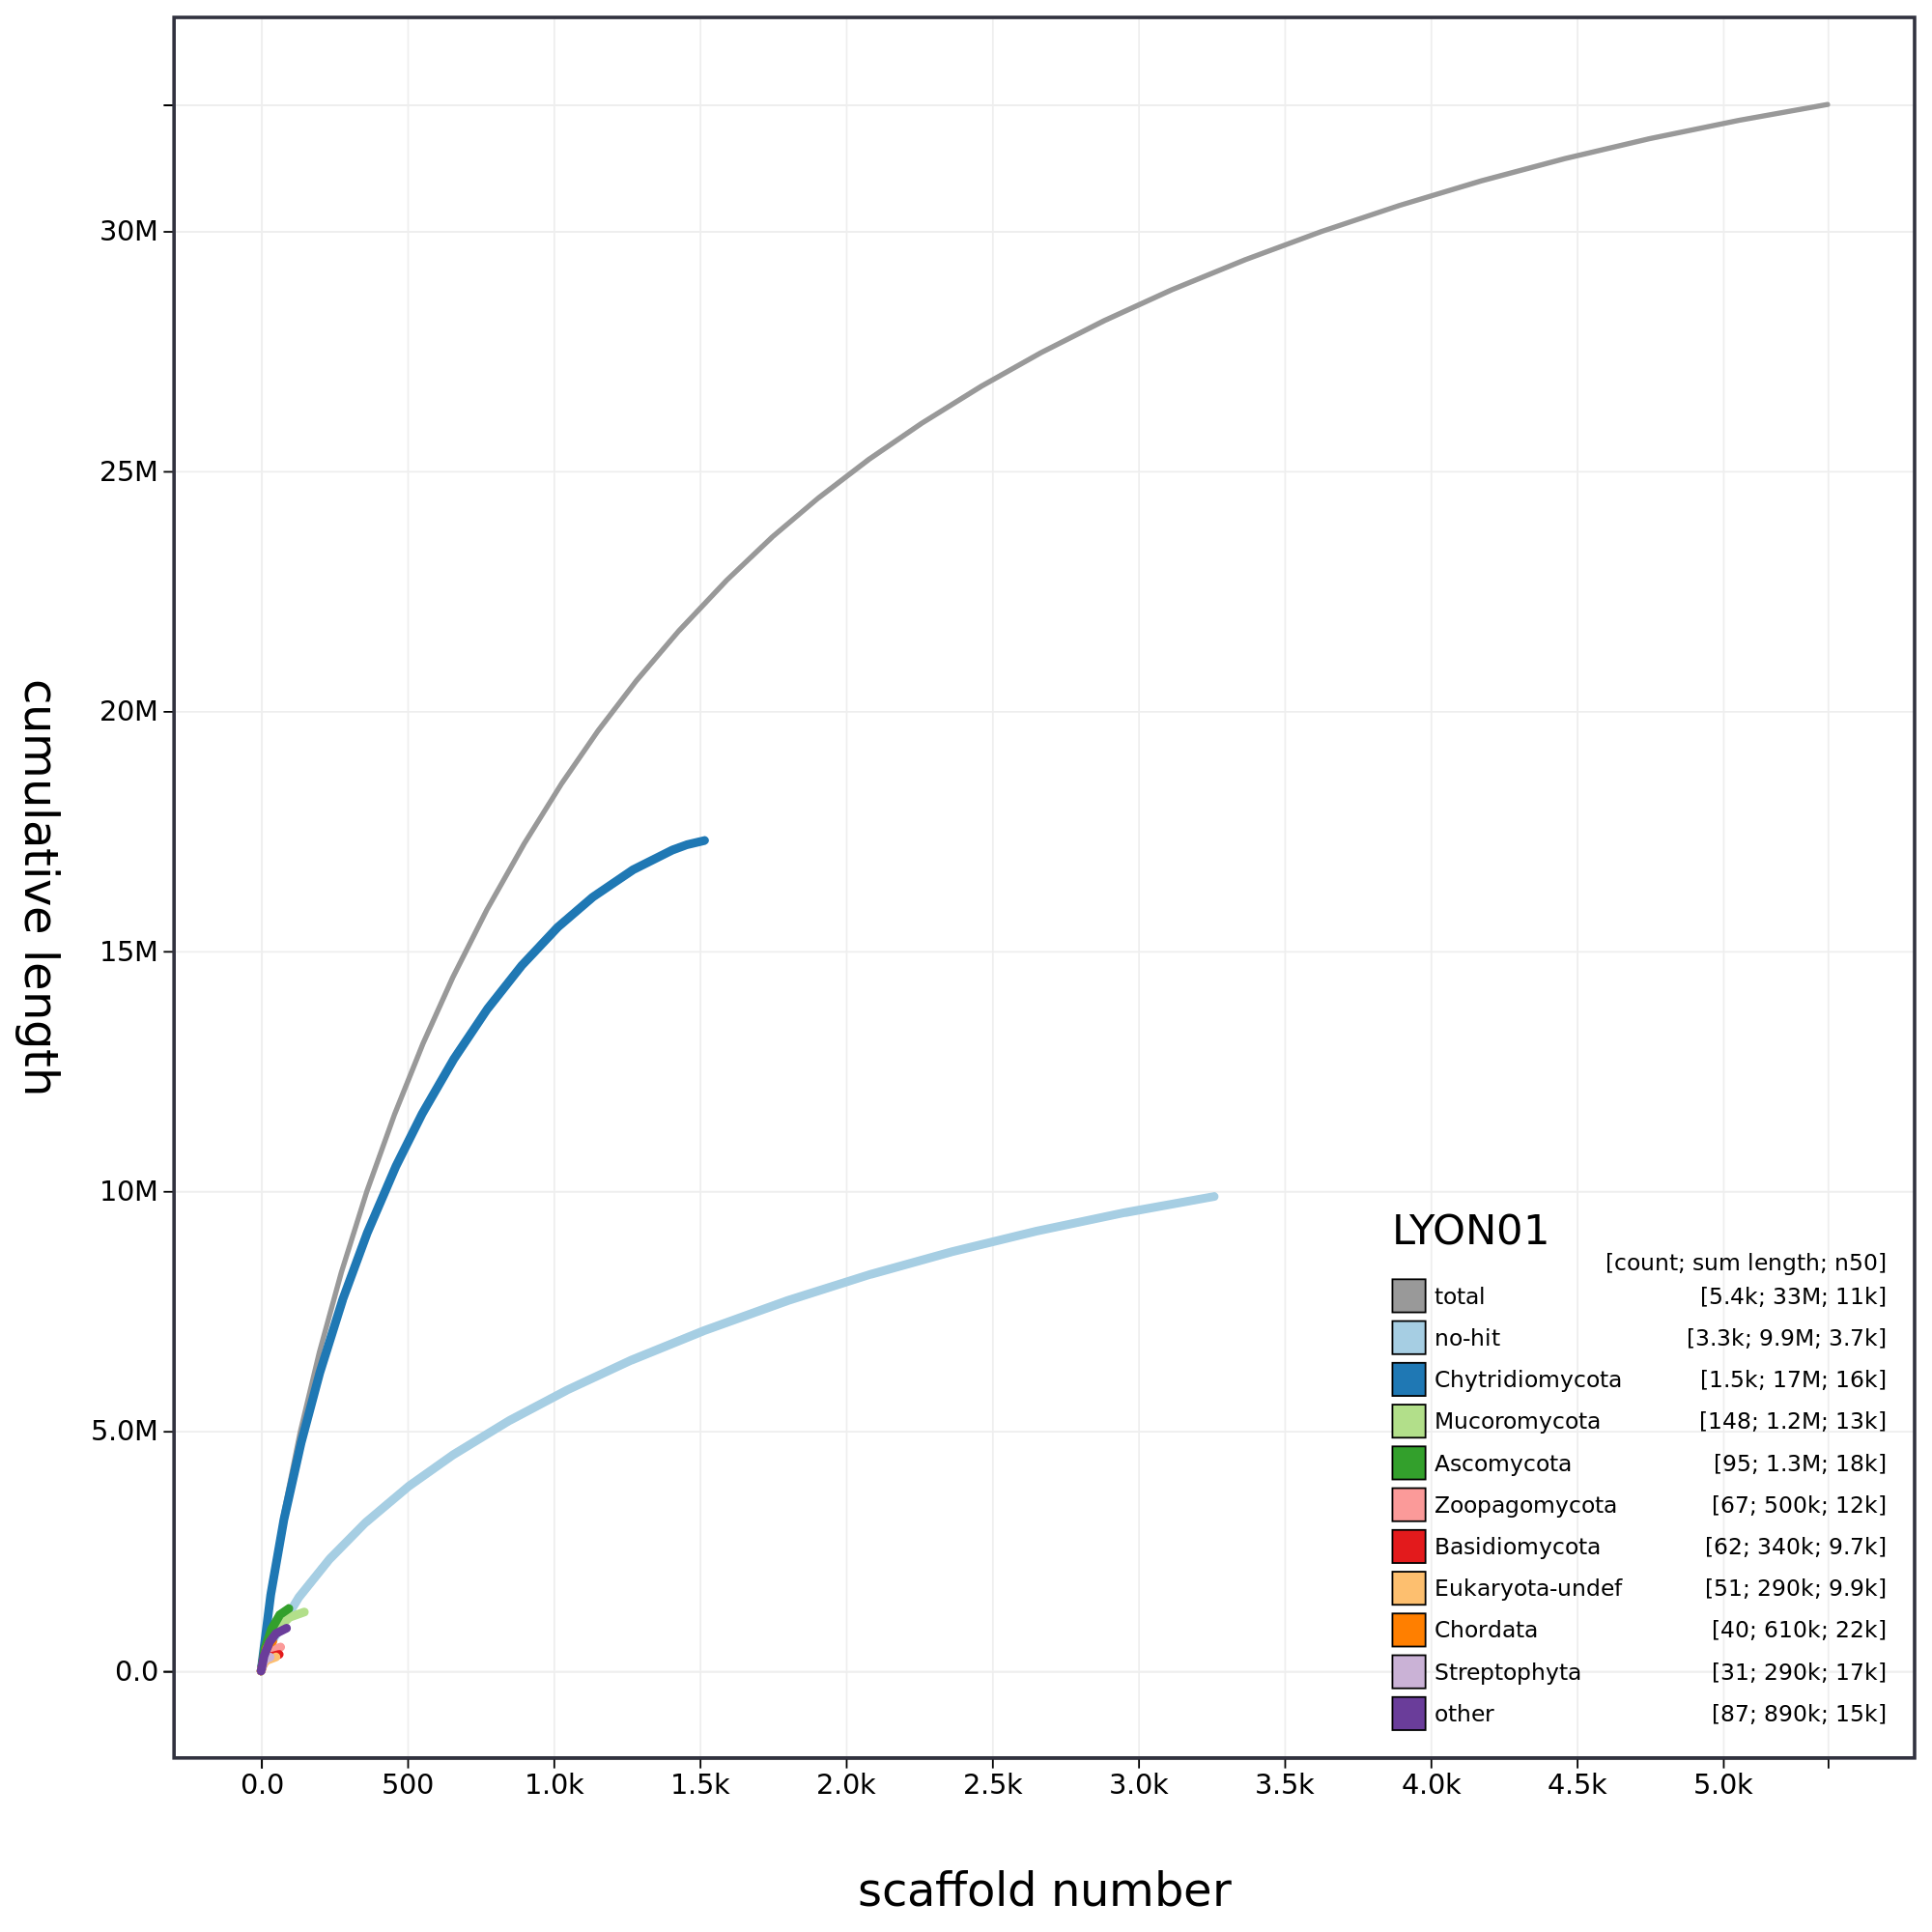 cumulative length
30M
25M
20M
15M
10M
5.0M
0.0
LYON01
[count; sum length; n50]
total [5.4k; 33M; 11k]
no-hit [3.3k; 9.9M; 3.7k]
Chytridiomycota [1.5k; 17M; 16k]
Mucoromycota [148; 1.2M; 13k]
Ascomycota [95; 1.3M; 18k]
Zoopagomycota [67; 500k; 12k]
Basidiomycota [62; 340k; 9.7k]
Eukaryota-undef [51; 290k; 9.9k]
Chordata [40; 610k; 22k]
Streptophyta [31; 290k; 17k]
other [87; 890k; 15k]
0.0 500 1.0k 1.5k 2.0k 2.5k 3.0k 3.5k 4.0k 4.5k 5.0k
scaffold number